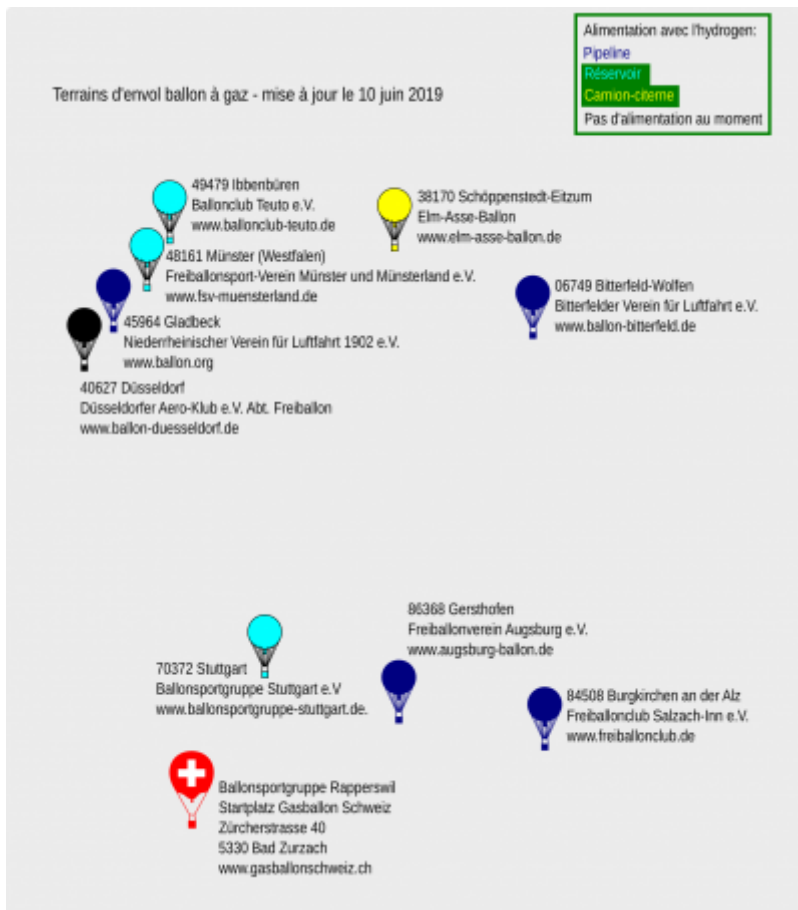 Alimentation avec l'hydrogen:
Pipeline
Réservoir
Camion-citerne
Pas d'alimentation au moment
Terrains d'envol ballon à gaz - mise à jour le 10 juin 2019
49479 Ibbenbüren
Ballonclub Teuto e.V.
www.ballonclub-teuto.de
38170 Schöppenstedt-Eitzum
Elm-Asse-Ballon
www.elm-asse-ballon.de
48161 Münster (Westfalen)
Freiballonsport-Verein Münster und Münsterland e.V.
www.fsv-muensterland.de
06749 Bitterfeld-Wolfen
Bitterfelder Verein für Luftfahrt e.V.
www.ballon-bitterfeld.de
45964 Gladbeck
Niederrheinischer Verein für Luftfahrt 1902 e.V.
www.ballon.org
40627 Düsseldorf
Düsseldorfer Aero-Klub e.V. Abt. Freiballon
www.ballon-duesseldorf.de
86368 Gersthofen
Freiballonverein Augsburg e.V.
www.augsburg-ballon.de
70372 Stuttgart
Ballonsportgruppe Stuttgart e.V
www.ballonsportgruppe-stuttgart.de.
84508 Burgkirchen an der Alz
Freiballonclub Salzach-Inn e.V.
www.freiballonclub.de
Ballonsportgruppe Rapperswil
Startplatz Gasballon Schweiz
Zürcherstrasse 40
5330 Bad Zurzach
www.gasballonschweiz.ch